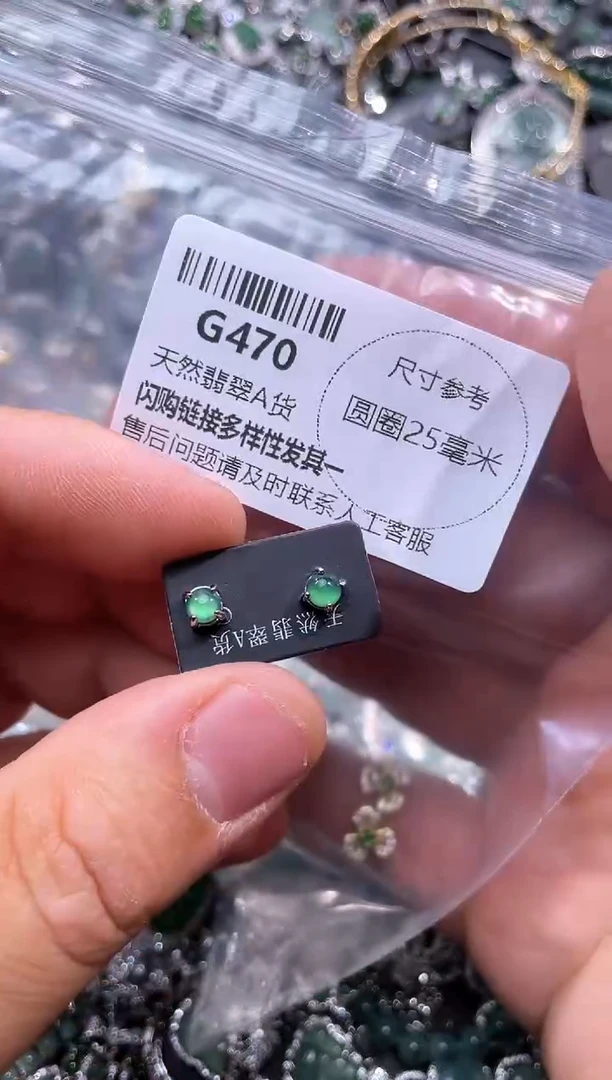 G470
天然翡翠A货
闪购链接多样性发其一
售后问题请及时联系人工客服
尺寸参考
圆圈25毫米
天然翡翠A货